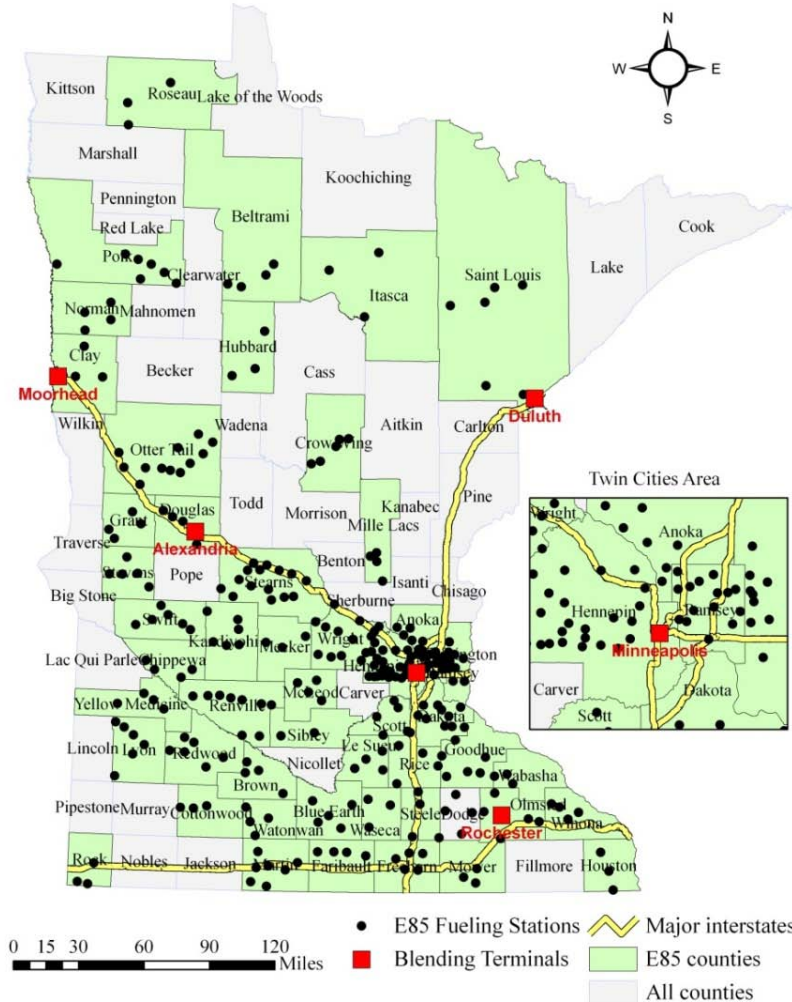 N
W E
S
Kittson
Roseau
Lake of the Woods
Marshall
Koochiching
Pennington
Red Lake
Beltrami
Cook
Polk
Clearwater
Lake
Saint Louis
Itasca
Norman
Mahnomen
Hubbard
Clay
Becker
Cass
Moorhead
Duluth
Wilkin
Wadena
Aitkin
Carlton
Otter Tail
Crow Wing
Twin Cities Area
Todd
Morrison
Kanabec
Pine
Grant
Douglas
Mille Lacs
Wright
Anoka
Traverse
Alexandria
Benton
Stevens
Pope
Stearns
Isanti
Chisago
Big Stone
Sherburne
Hennepin
Ramsey
Swift
Anoka
Minneapolis
Kandiyohi
Meeker
Wright
Lac Qui Parle
Chippewa
Carver
McLeod
Carver
Dakota
Yellow Medicine
Renville
Scott
Scott
Dakota
Sibley
Lincoln
Lyon
Redwood
Le Sueur
Rice
Goodhue
Nicollet
Wabasha
Brown
Pipestone
Murray
Cottonwood
Blue Earth
Steele
Dodge
Olmsted
Watonwan
Waseca
Rochester
Winona
Rock
Nobles
Jackson
Martin
Faribault
Freeborn
Mower
Fillmore
Houston
E85 Fueling Stations
Major interstates
0 15 30 60 90 120
Miles
Blending Terminals
E85 counties
All counties